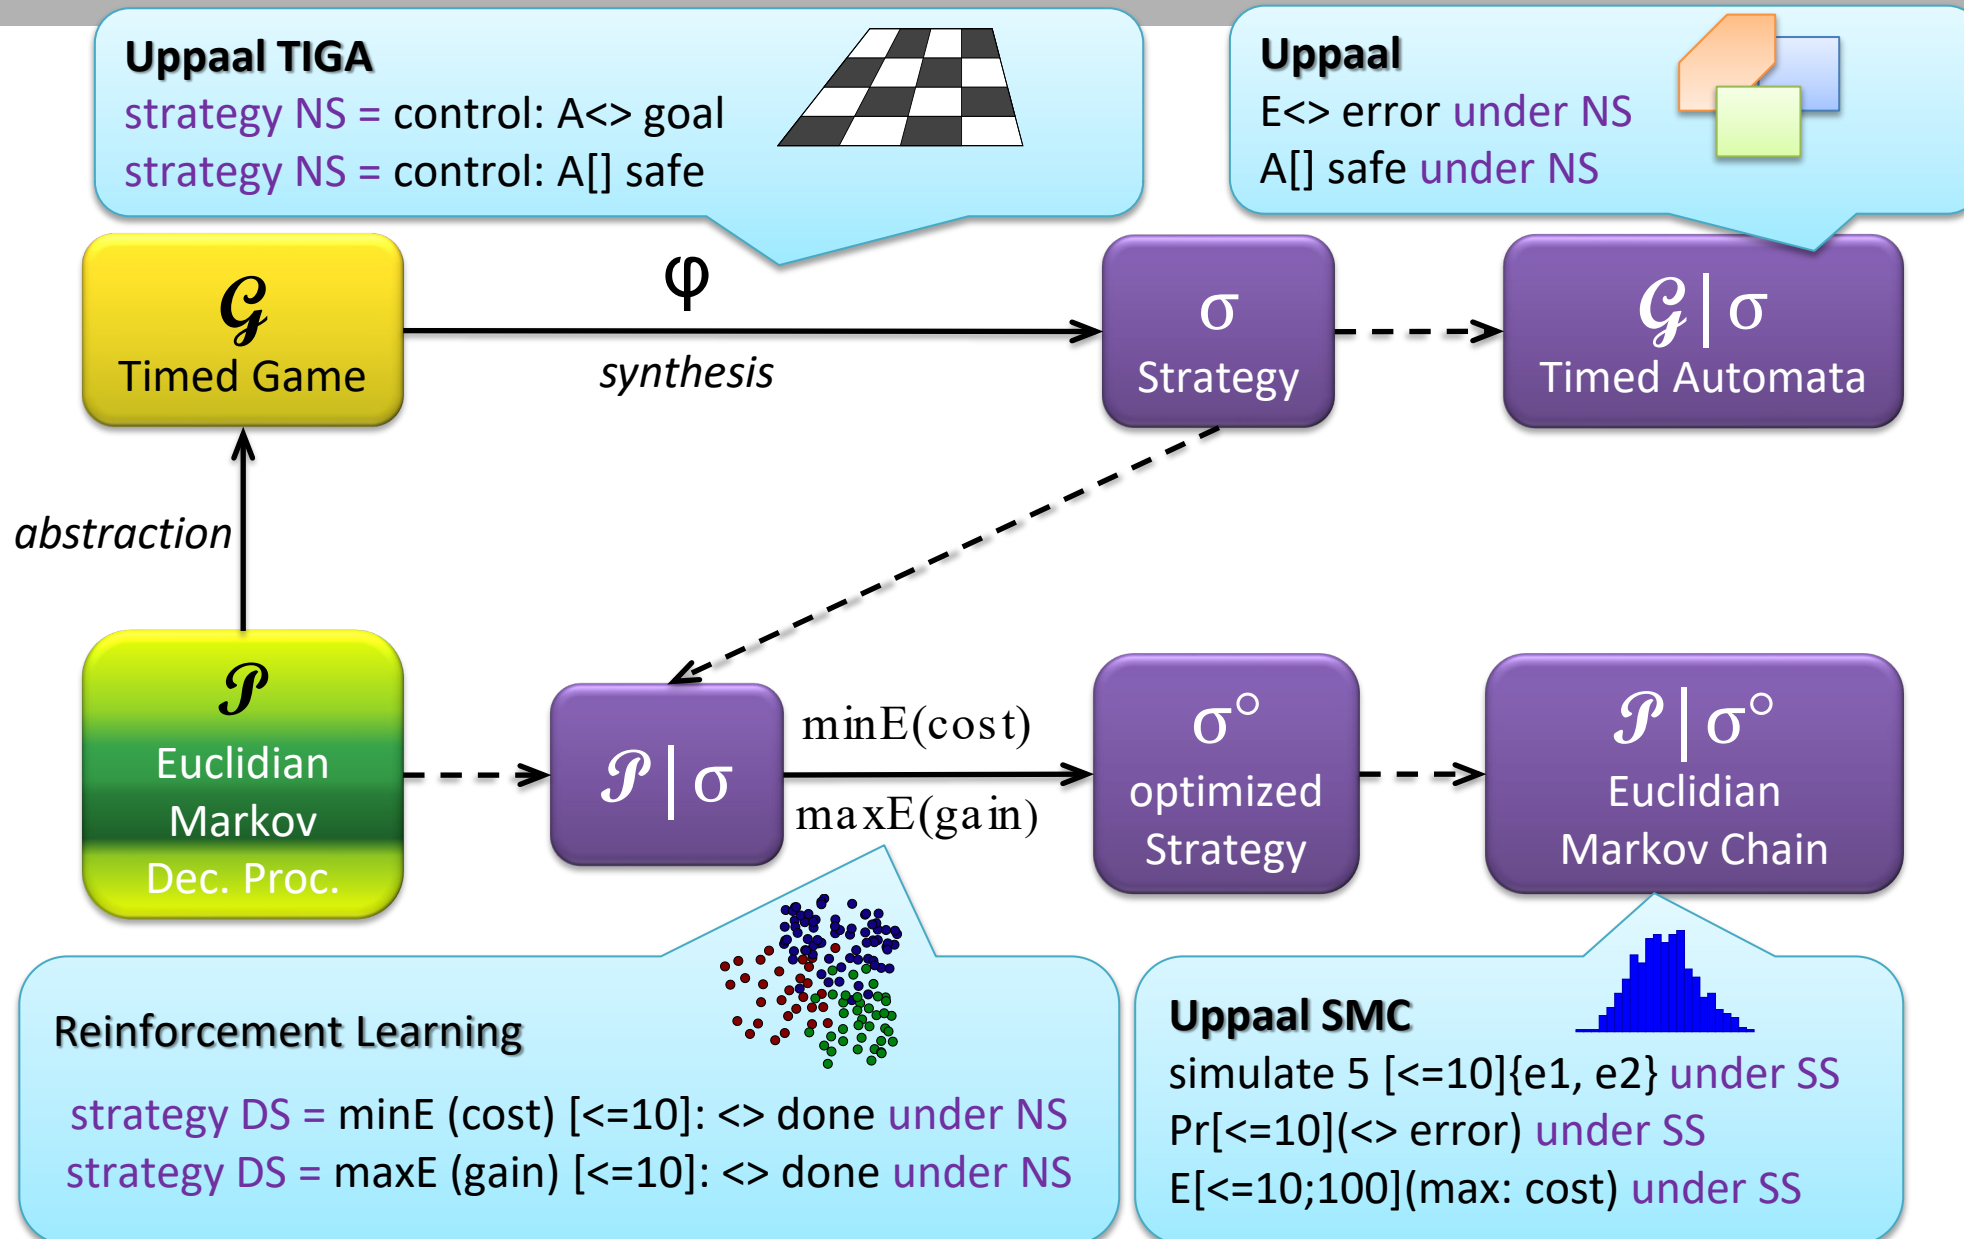 Uppaal TIGA
strategy NS = control: A<> goal
strategy NS = control: A[] safe
Uppaal
E<> error under NS
A[] safe under NS
𝒢
Timed Game
φ
synthesis
σ
Strategy
𝒢 | σ
Timed Automata
abstraction
𝒫
Euclidian
Markov
Dec. Proc.
𝒫 | σ
minE(cost)
maxE(gain)
σ°
optimized
Strategy
𝒫 | σ°
Euclidian
Markov Chain
Reinforcement Learning
strategy DS = minE (cost) [<=10]: <> done under NS
strategy DS = maxE (gain) [<=10]: <> done under NS
Uppaal SMC
simulate 5 [<=10]{e1, e2} under SS
Pr[<=10](<> error) under SS
E[<=10;100](max: cost) under SS